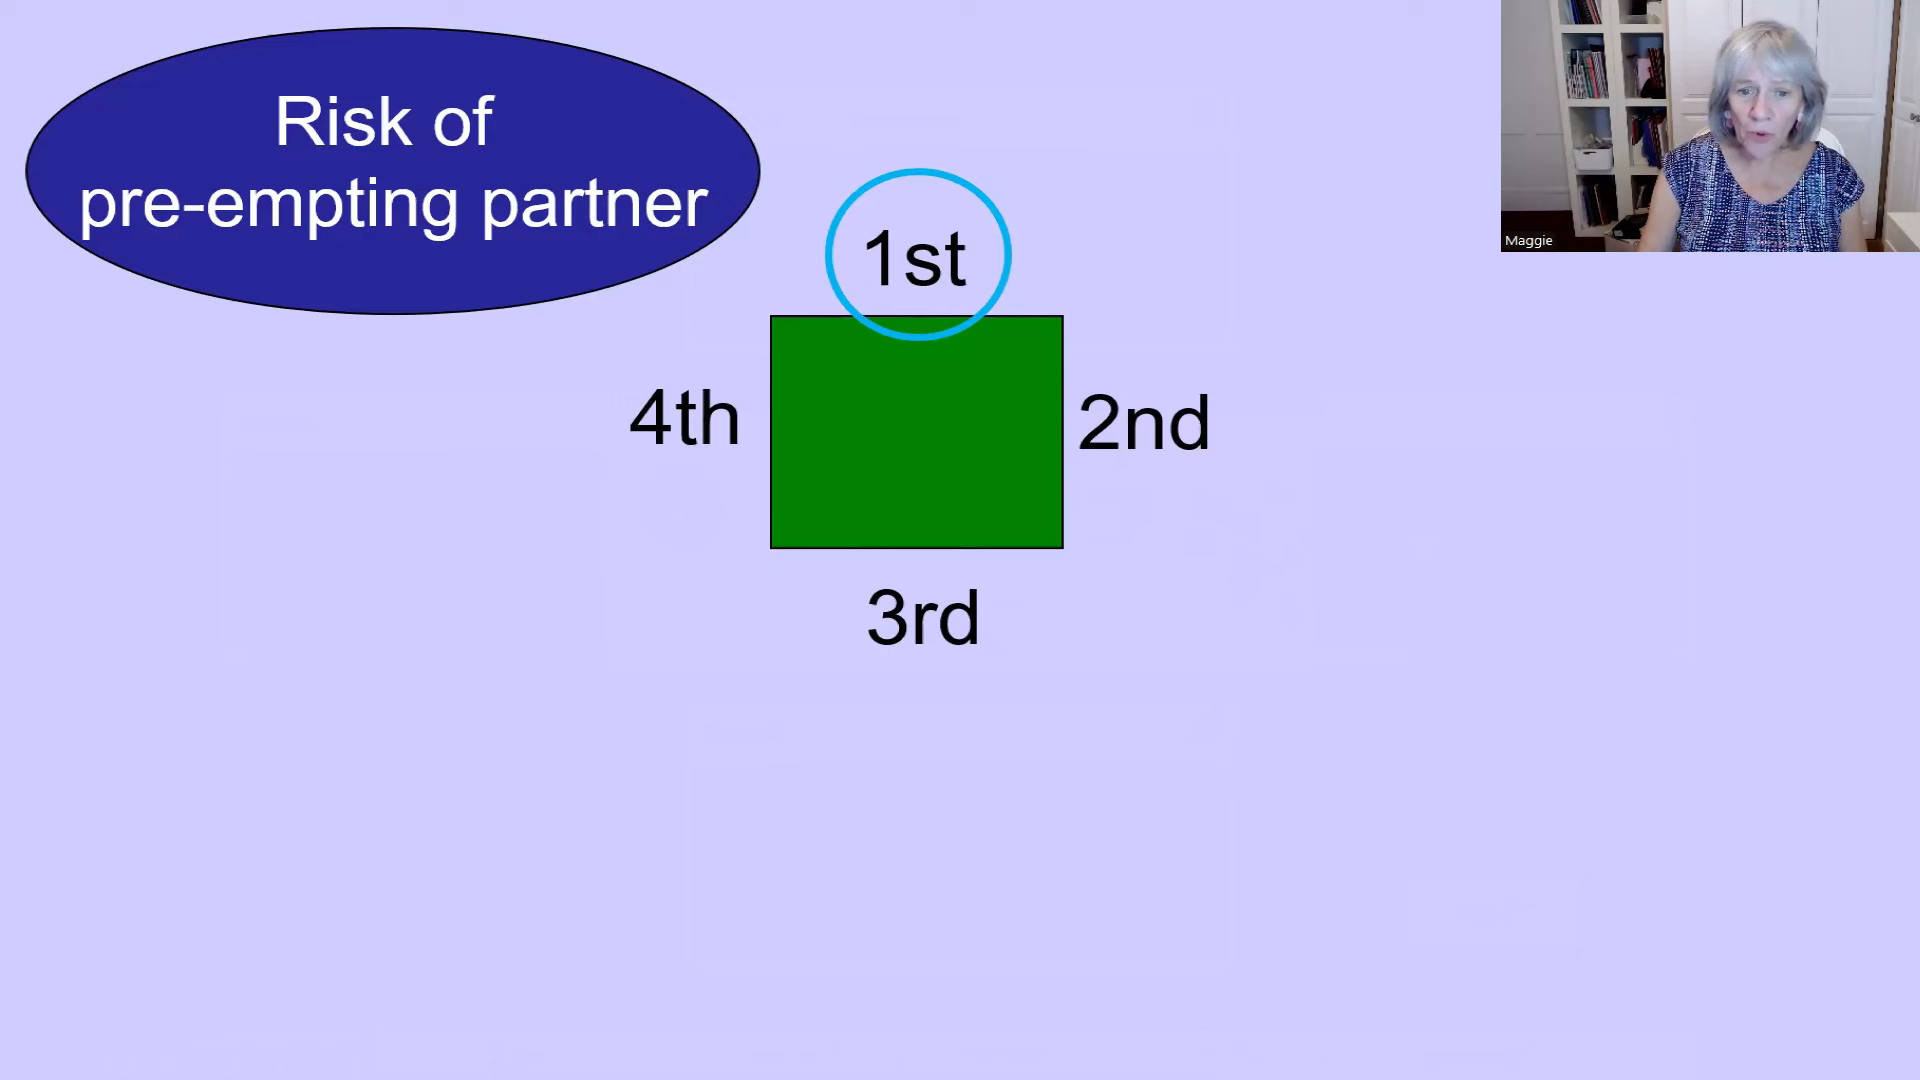 Risk of
pre-empting partner
1st
4th
2nd
3rd
Maggie